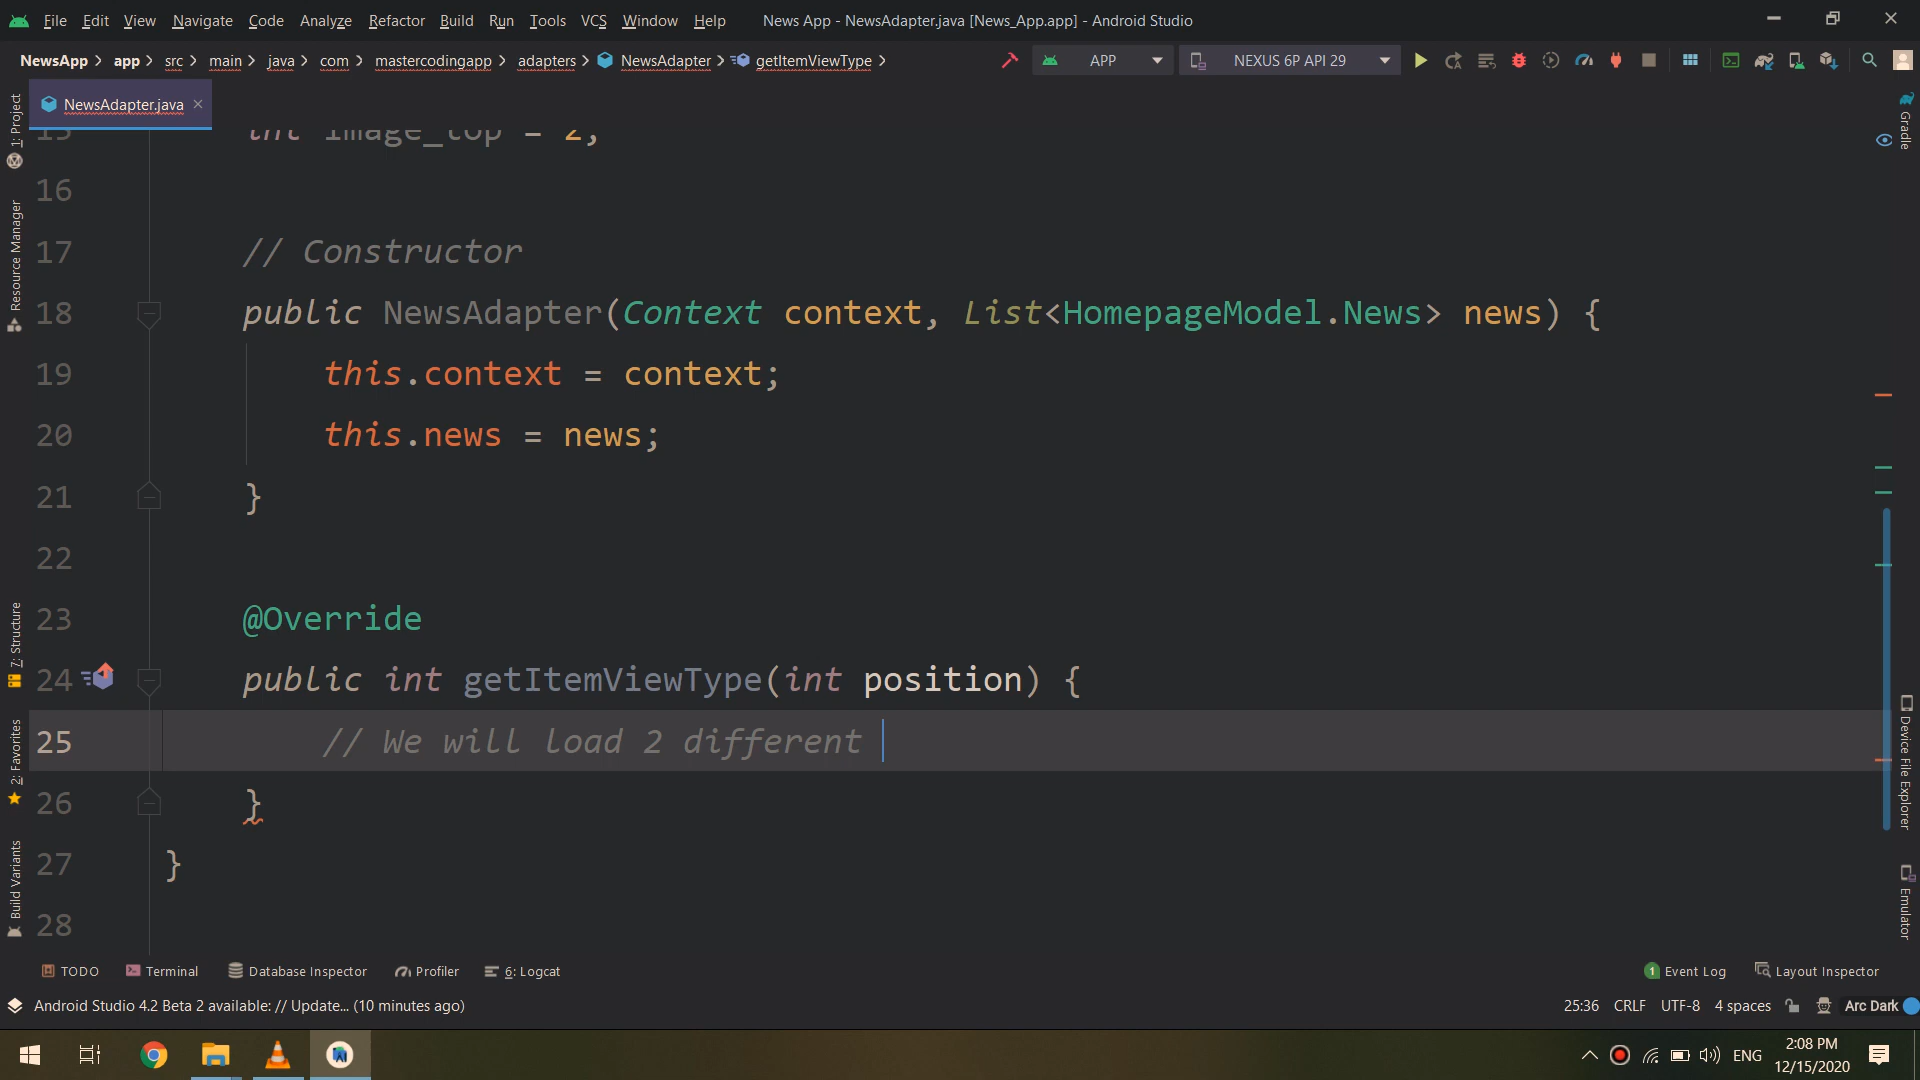 File Edit View Navigate Code Analyze Refactor Build Run Tools VCS Window Help News App - NewsAdapter.java [News_App.app] - Android Studio
NewsApp app src main java com mastercodingapp adapters NewsAdapter getItemViewType APP NEXUS 6P API 29
NewsAdapter.java
15 int image_top = 2;
16
17 // Constructor
18 public NewsAdapter(Context context, List<HomepageModel.News> news) {
19 this.context = context;
20 this.news = news;
21 }
22
23 @Override
24 public int getItemViewType(int position) {
25 // We will load 2 different
26 }
27 }
28
1: Project
Resource Manager
7: Structure
2: Favorites
Build Variants
Gradle
Device File Explorer
Emulator
TODO Terminal Database Inspector Profiler 6: Logcat 1 Event Log Layout Inspector
Android Studio 4.2 Beta 2 available: // Update... (10 minutes ago) 25:36 CRLF UTF-8 4 spaces Arc Dark
ENG 2:08 PM
12/15/2020